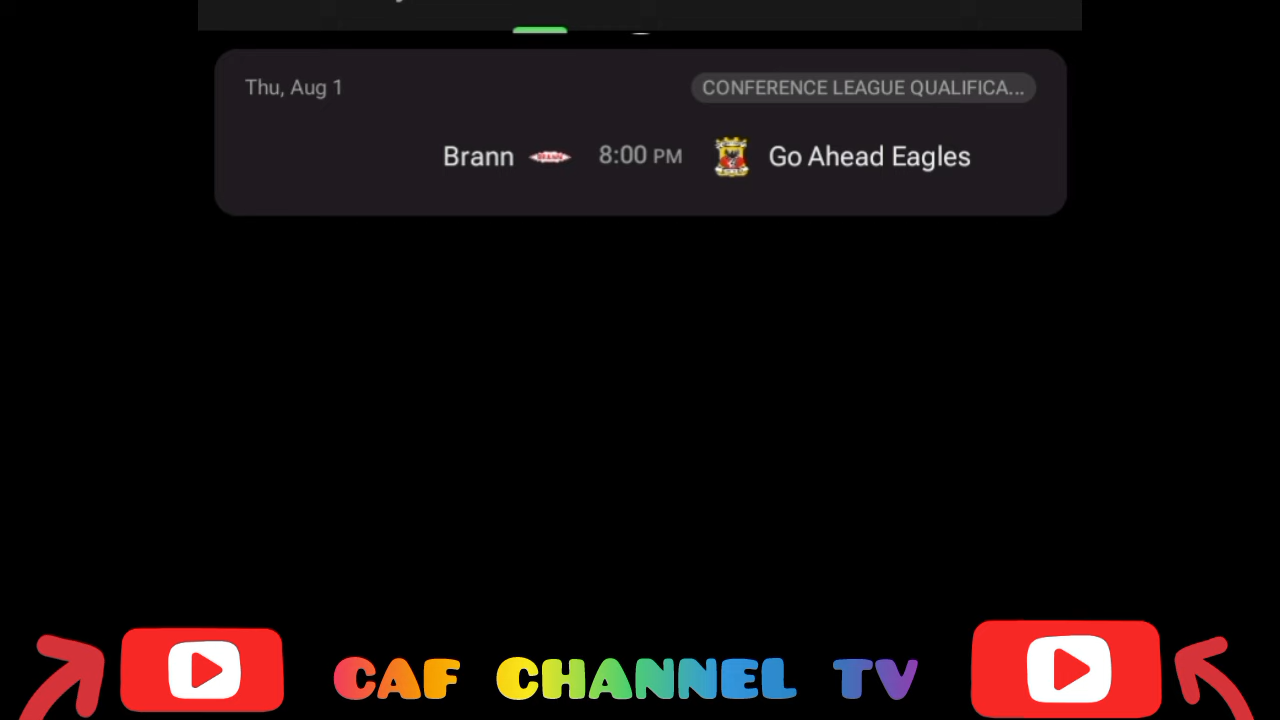 Thu, Aug 1
CONFERENCE LEAGUE QUALIFICA...
Brann 8:00 PM Go Ahead Eagles
CAF CHANNEL TV